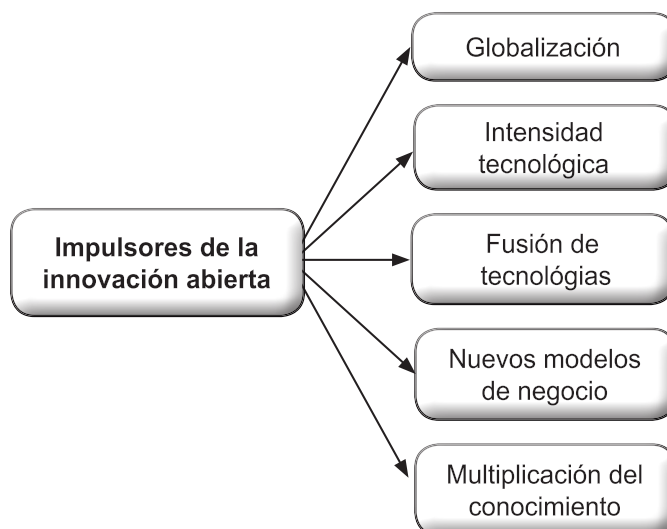 Impulsores de la
innovación abierta
Globalización
Intensidad
tecnológica
Fusión de
tecnológias
Nuevos modelos
de negocio
Multiplicación del
conocimiento